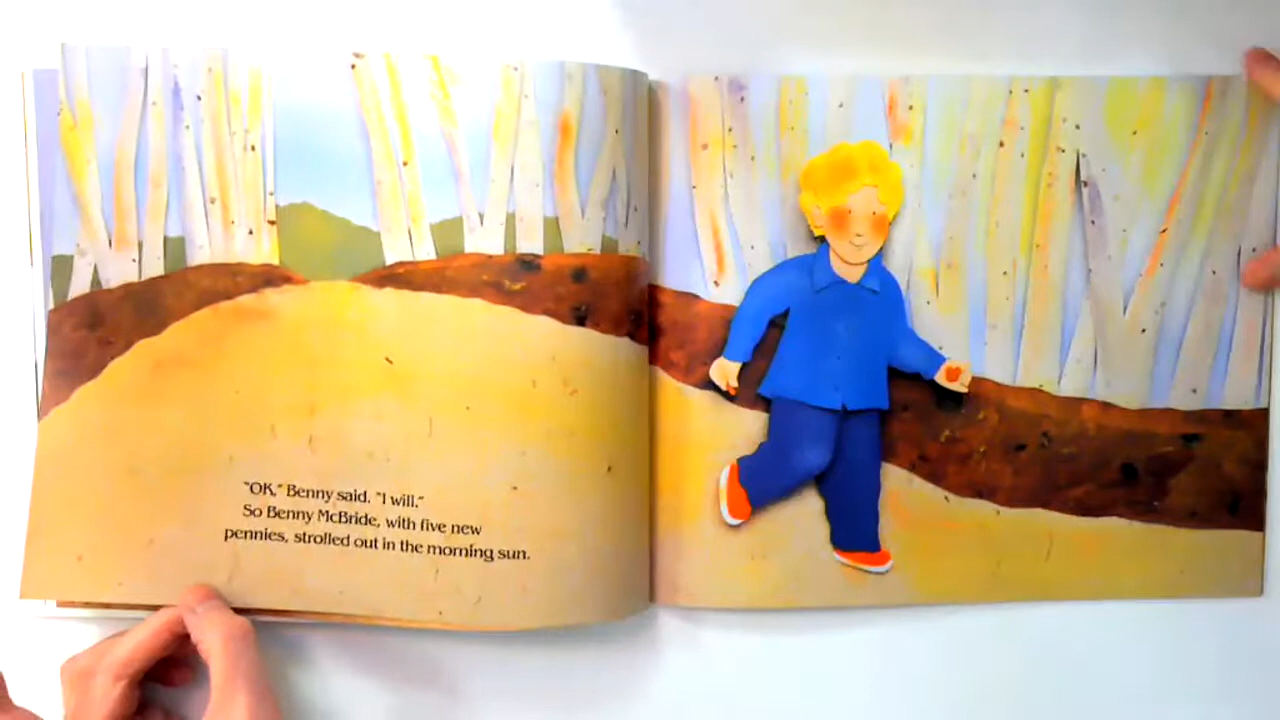 "OK," Benny said. "I will."
So Benny McBride, with five new
pennies, strolled out in the morning sun.